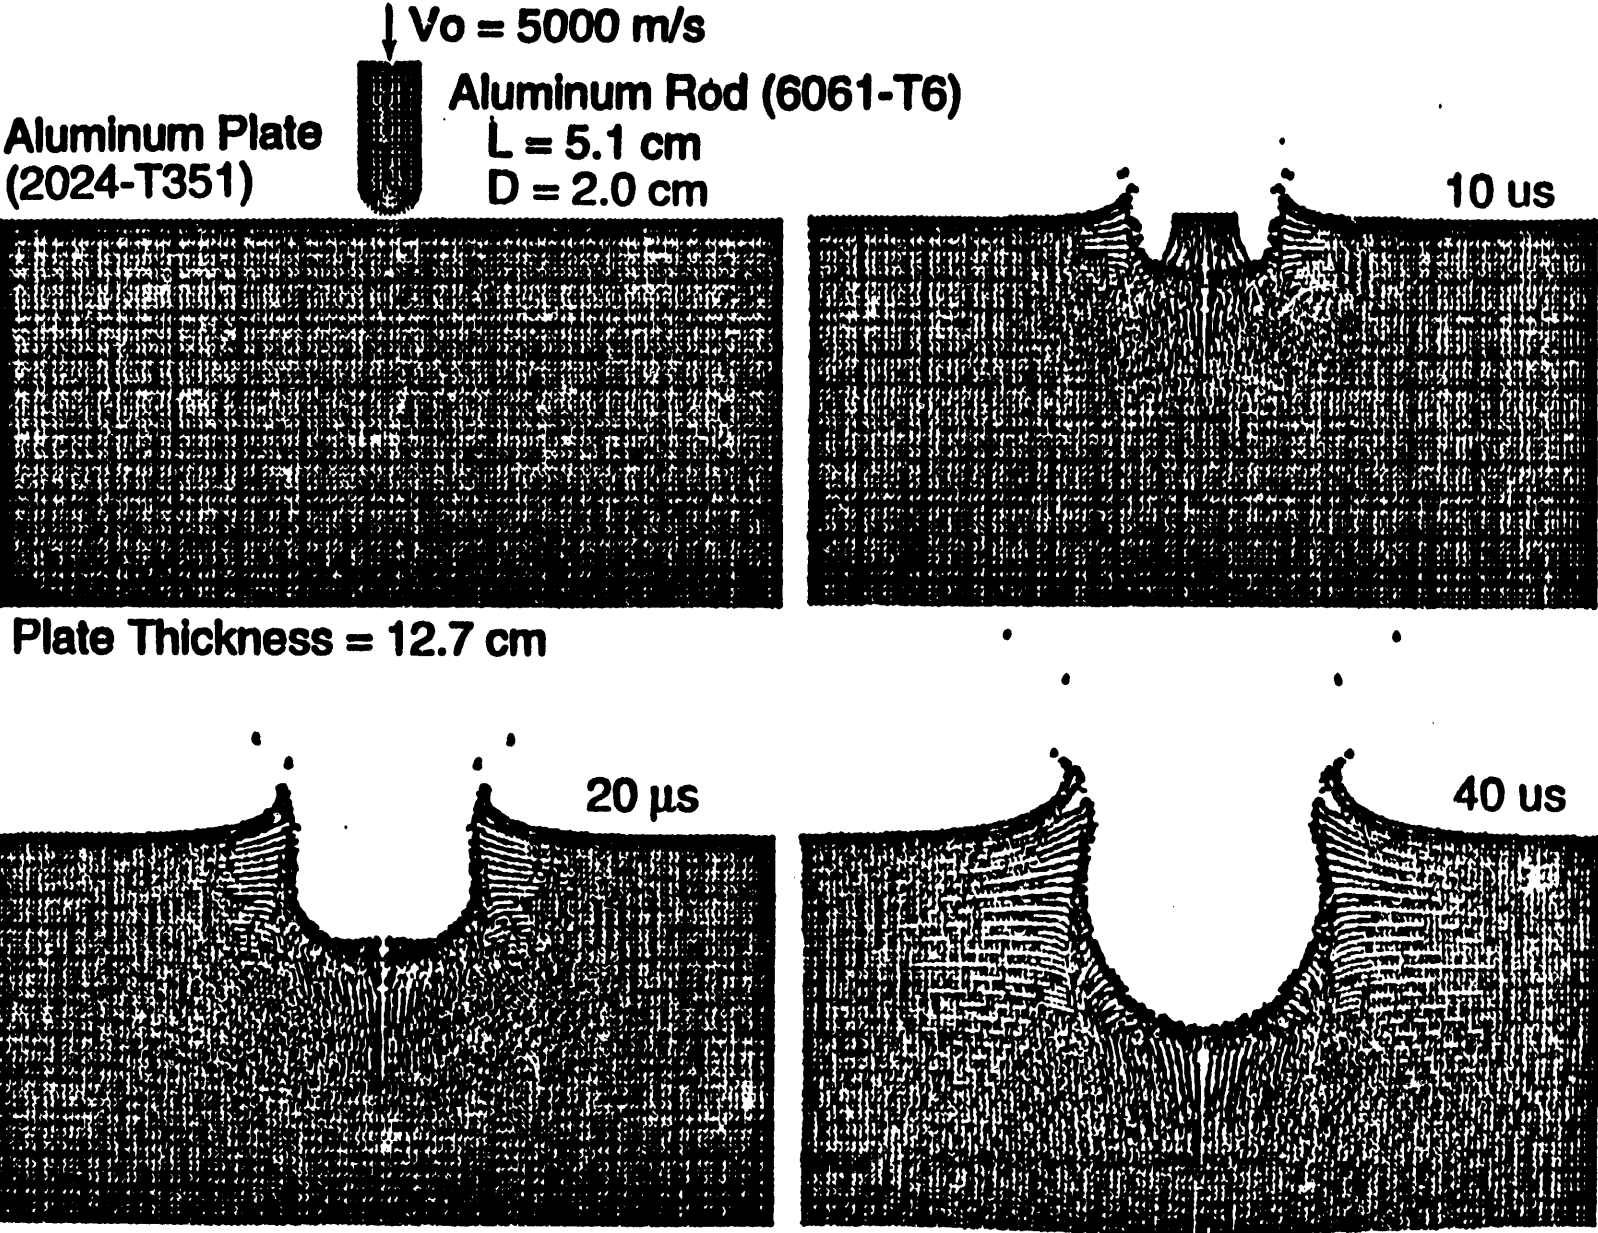 Vo = 5000 m/s
Aluminum Rod (6061-T6)
L = 5.1 cm
D = 2.0 cm
Aluminum Plate
(2024-T351)
10 us
Plate Thickness = 12.7 cm
20 μs
40 us